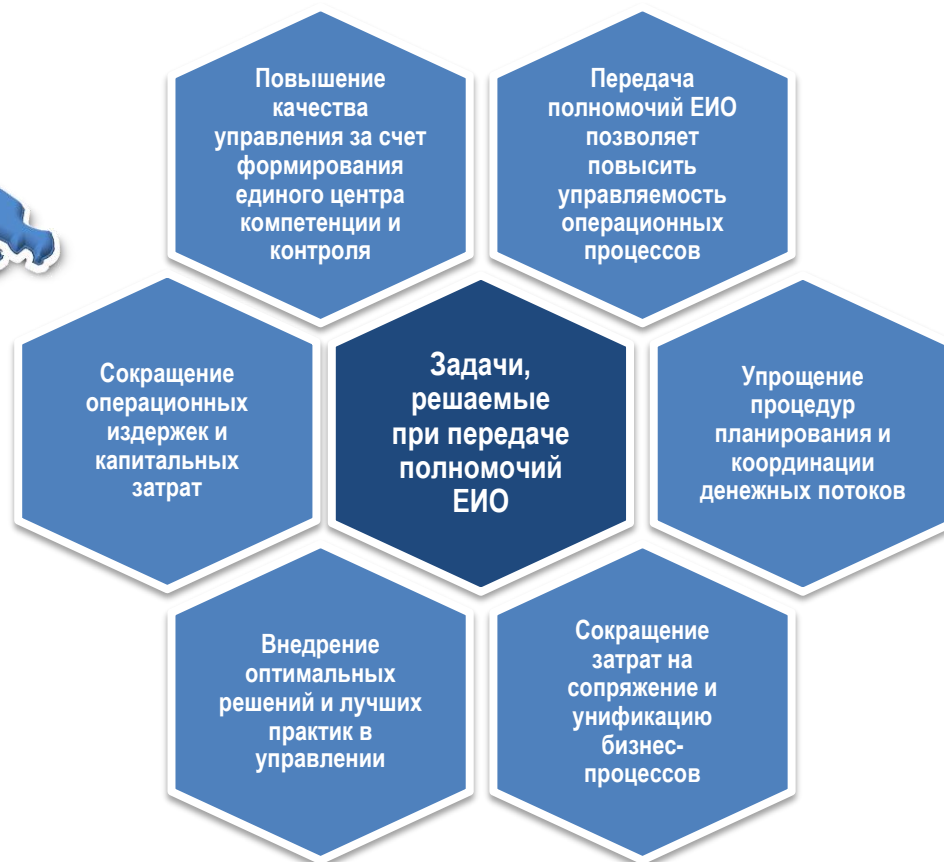 Повышение
качества
управления за счет
формирования
единого центра
компетенции и
контроля
Передача
полномочий ЕИО
позволяет
повысить
управляемость
операционных
процессов
Сокращение
операционных
издержек и
капитальных
затрат
Задачи,
решаемые
при передаче
полномочий
ЕИО
Упрощение
процедур
планирования и
координации
денежных потоков
Внедрение
оптимальных
решений и лучших
практик в
управлении
Сокращение
затрат на
сопряжение и
унификацию
бизнес-
процессов